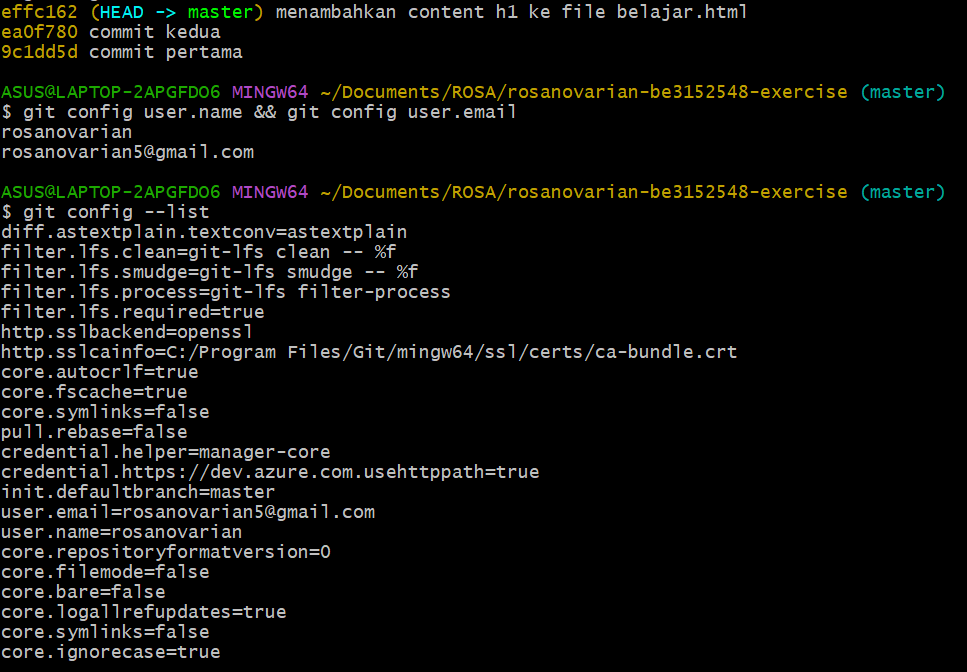 effc162 (HEAD -> master) menambahkan content h1 ke file belajar.html
ea0f780 commit kedua
9c1dd5d commit pertama
ASUS@LAPTOP-2APGFDO6 MINGW64 ~/Documents/ROSA/rosanovarian-be3152548-exercise (master)
$ git config user.name && git config user.email
rosanovarian
rosanovarian5@gmail.com
ASUS@LAPTOP-2APGFDO6 MINGW64 ~/Documents/ROSA/rosanovarian-be3152548-exercise (master)
$ git config --list
diff.astextplain.textconv=astextplain
filter.lfs.clean=git-lfs clean -- %f
filter.lfs.smudge=git-lfs smudge -- %f
filter.lfs.process=git-lfs filter-process
filter.lfs.required=true
http.sslbackend=openssl
http.sslcainfo=C:/Program Files/Git/mingw64/ssl/certs/ca-bundle.crt
core.autocrlf=true
core.fscache=true
core.symlinks=false
pull.rebase=false
credential.helper=manager-core
credential.https://dev.azure.com.usehttppath=true
init.defaultbranch=master
user.email=rosanovarian5@gmail.com
user.name=rosanovarian
core.repositoryformatversion=0
core.filemode=false
core.bare=false
core.logallrefupdates=true
core.symlinks=false
core.ignorecase=true